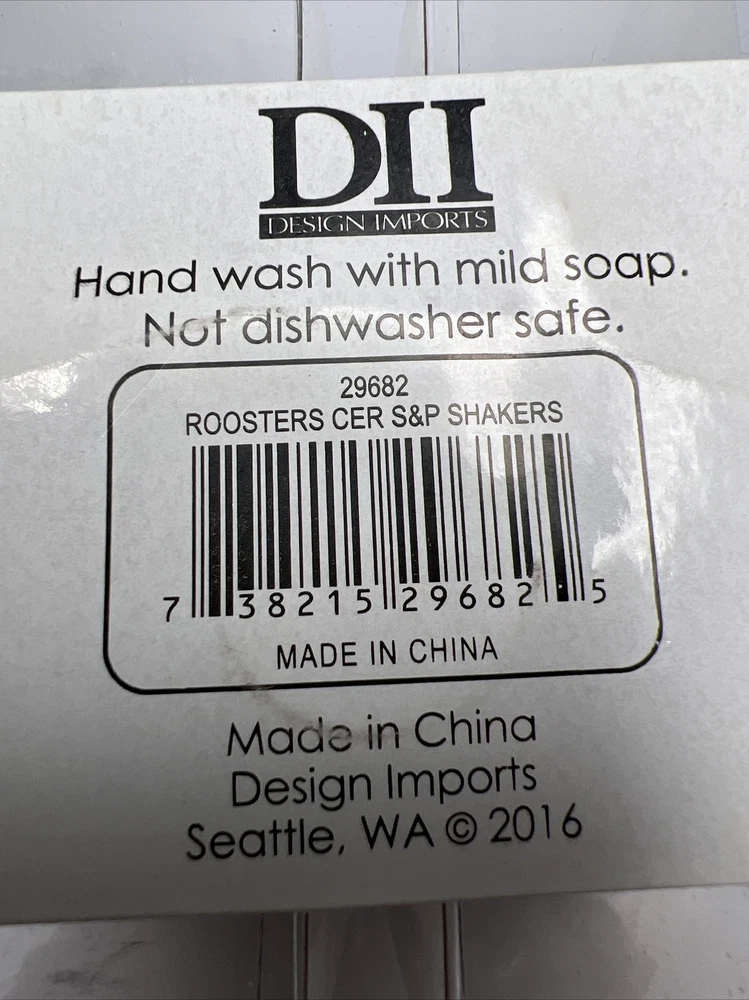 DII
DESIGN IMPORTS
Hand wash with mild soap.
Not dishwasher safe.
29682
ROOSTERS CER S&P SHAKERS
7 38215 29682 5
MADE IN CHINA
Made in China
Design Imports
Seattle, WA © 2016